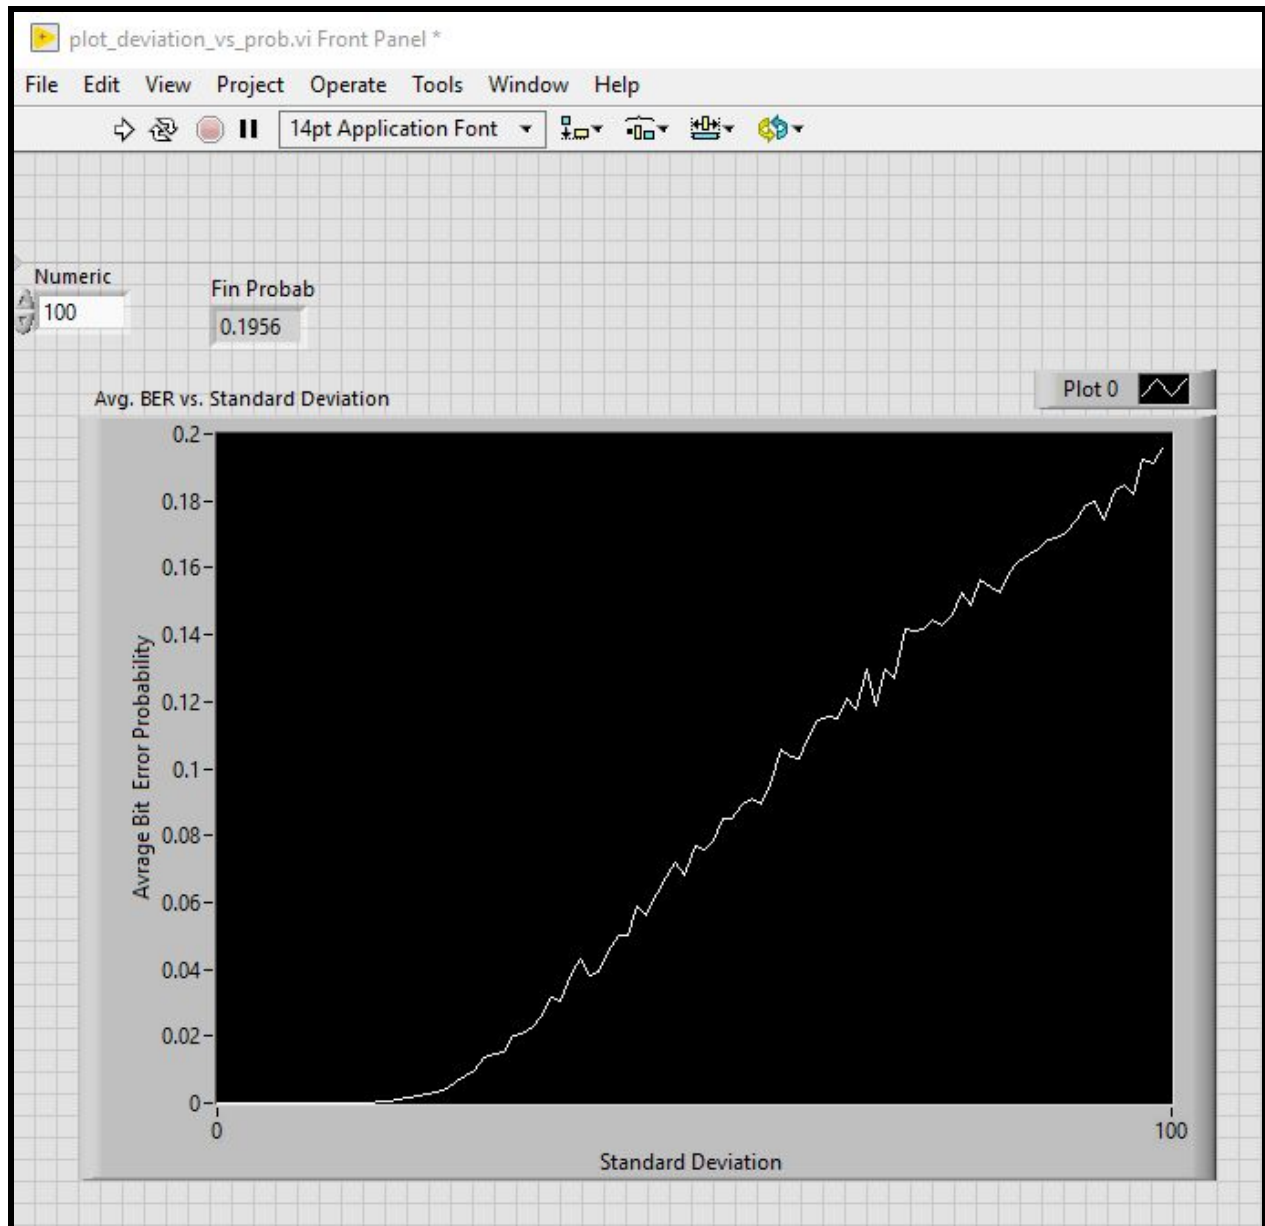 plot_deviation_vs_prob.vi Front Panel *
File Edit View Project Operate Tools Window Help
14pt Application Font
Numeric
100
Fin Probab
0.1956
Avg. BER vs. Standard Deviation
Plot 0
0.2
0.18
0.16
0.14
0.12
0.1
0.08
0.06
0.04
0.02
0
Avrage Bit Error Probability
0
100
Standard Deviation